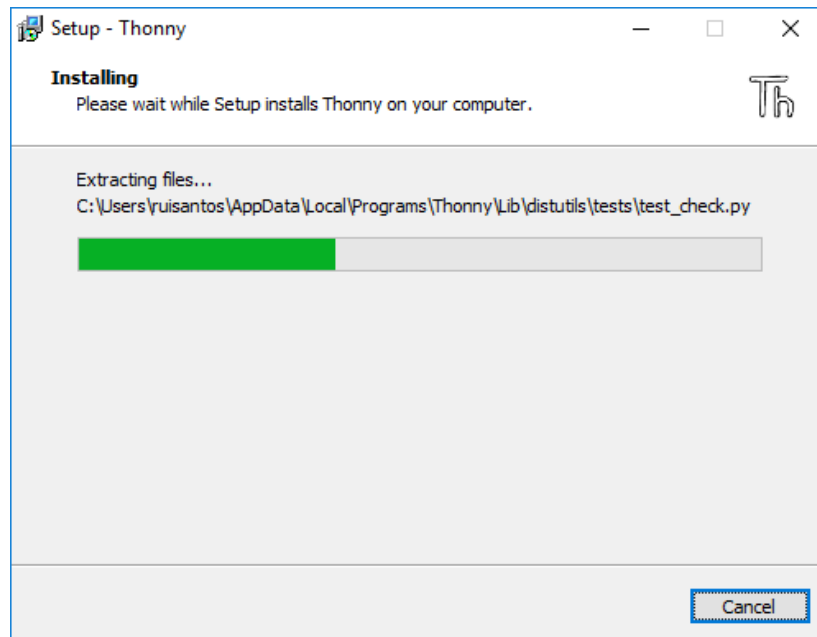 Setup - Thonny
Installing
Please wait while Setup installs Thonny on your computer.
Th
Extracting files...
C:\Users\ruisantos\AppData\Local\Programs\Thonny\Lib\distutils\tests\test_check.py
Cancel